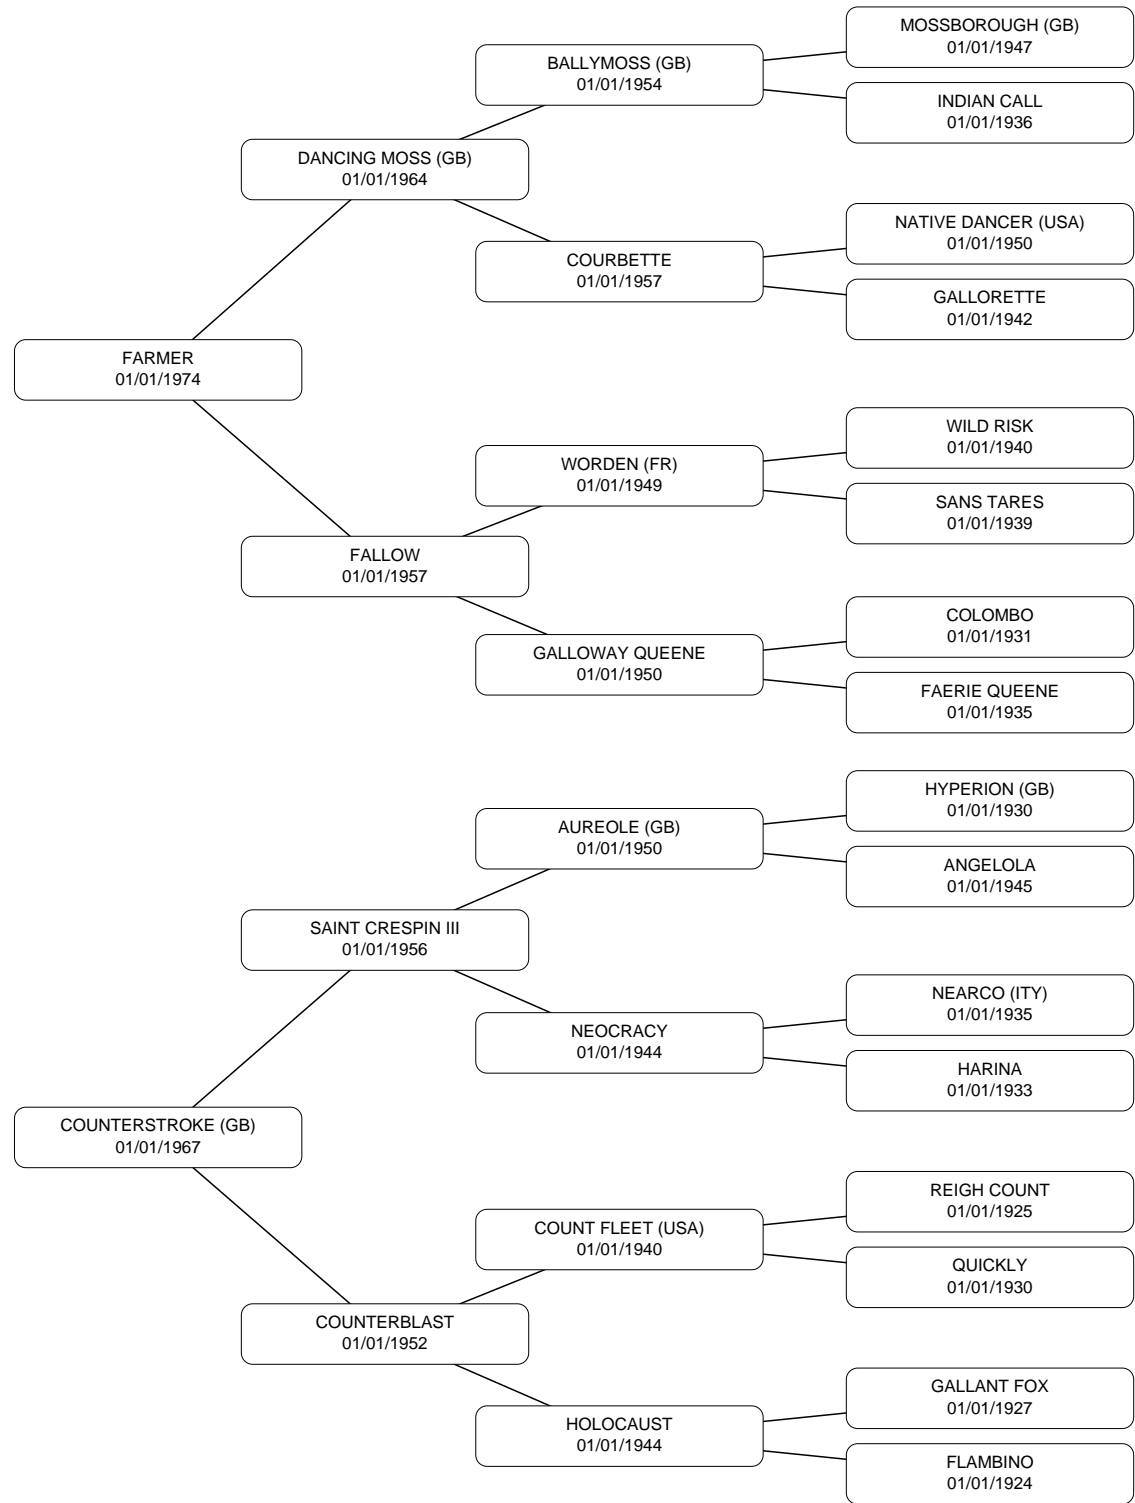 MOSSBOROUGH (GB)
01/01/1947
BALLYMOSS (GB)
01/01/1954
INDIAN CALL
01/01/1936
DANCING MOSS (GB)
01/01/1964
NATIVE DANCER (USA)
01/01/1950
COURBETTE
01/01/1957
GALLORETTE
01/01/1942
FARMER
01/01/1974
WILD RISK
01/01/1940
WORDEN (FR)
01/01/1949
SANS TARES
01/01/1939
FALLOW
01/01/1957
COLOMBO
01/01/1931
GALLOWAY QUEENE
01/01/1950
FAERIE QUEENE
01/01/1935
HYPERION (GB)
01/01/1930
AUREOLE (GB)
01/01/1950
ANGELOLA
01/01/1945
SAINT CRESPIN III
01/01/1956
NEARCO (ITY)
01/01/1935
NEOCRACY
01/01/1944
HARINA
01/01/1933
COUNTERSTROKE (GB)
01/01/1967
REIGH COUNT
01/01/1925
COUNT FLEET (USA)
01/01/1940
QUICKLY
01/01/1930
COUNTERBLAST
01/01/1952
GALLANT FOX
01/01/1927
HOLOCAUST
01/01/1944
FLAMBINO
01/01/1924